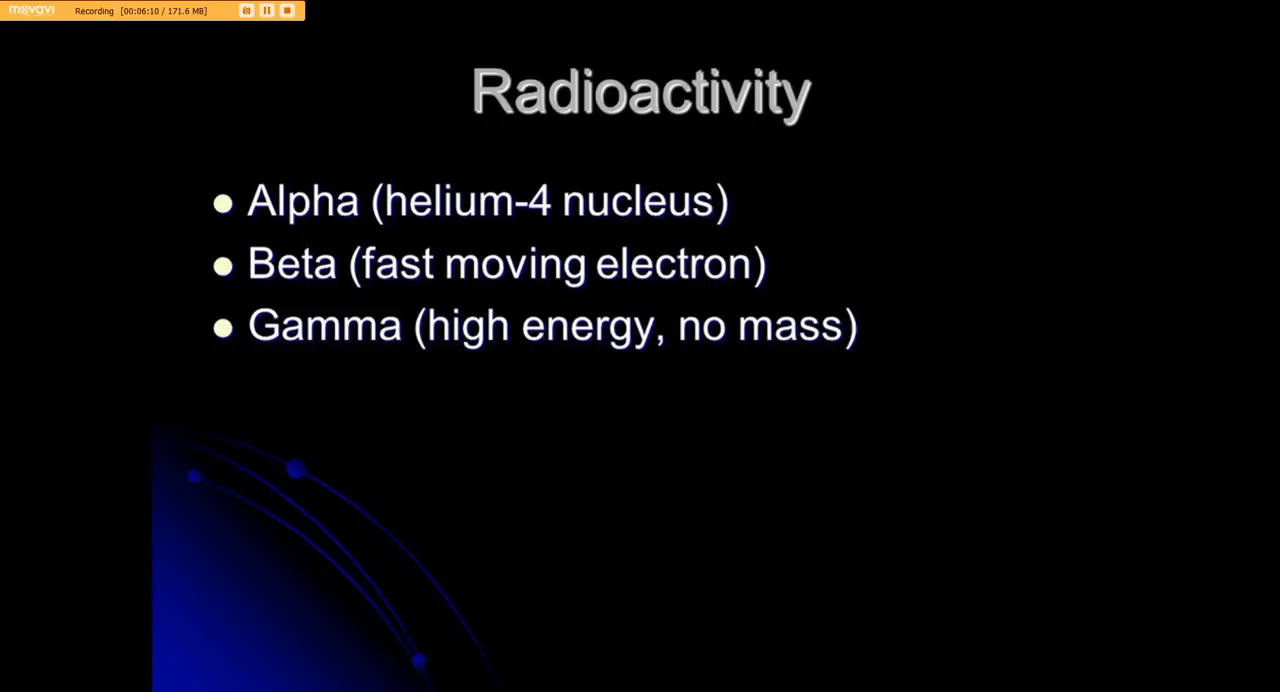 movavi Recording [00:06:10 / 171.6 MB]
Radioactivity
Alpha (helium-4 nucleus)
Beta (fast moving electron)
Gamma (high energy, no mass)